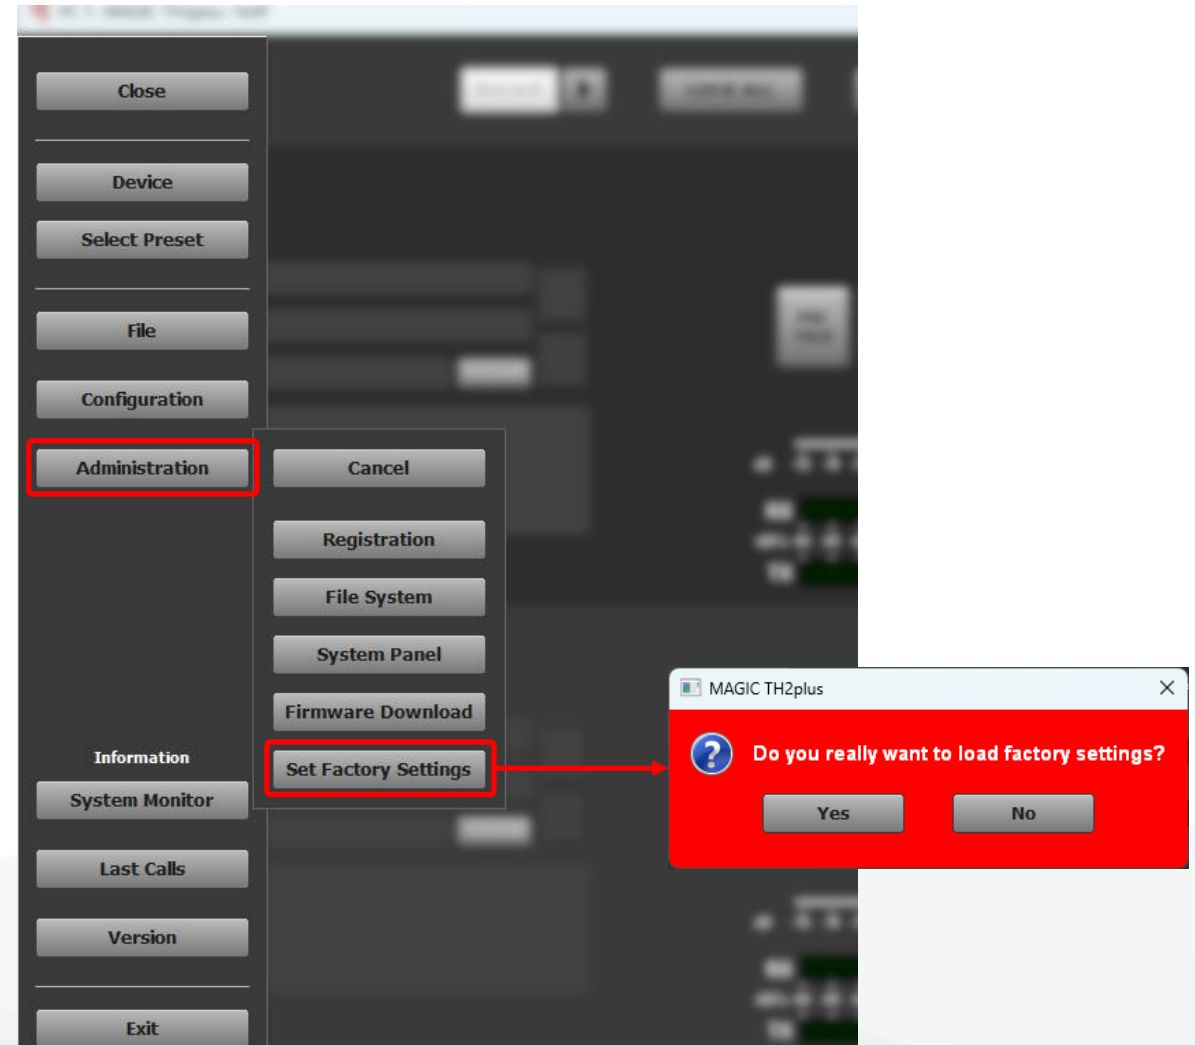 Close
Device
Select Preset
File
Configuration
Administration
Cancel
Registration
File System
System Panel
Firmware Download
Set Factory Settings
Information
System Monitor
Last Calls
Version
Exit
MAGIC TH2plus
Do you really want to load factory settings?
Yes
No